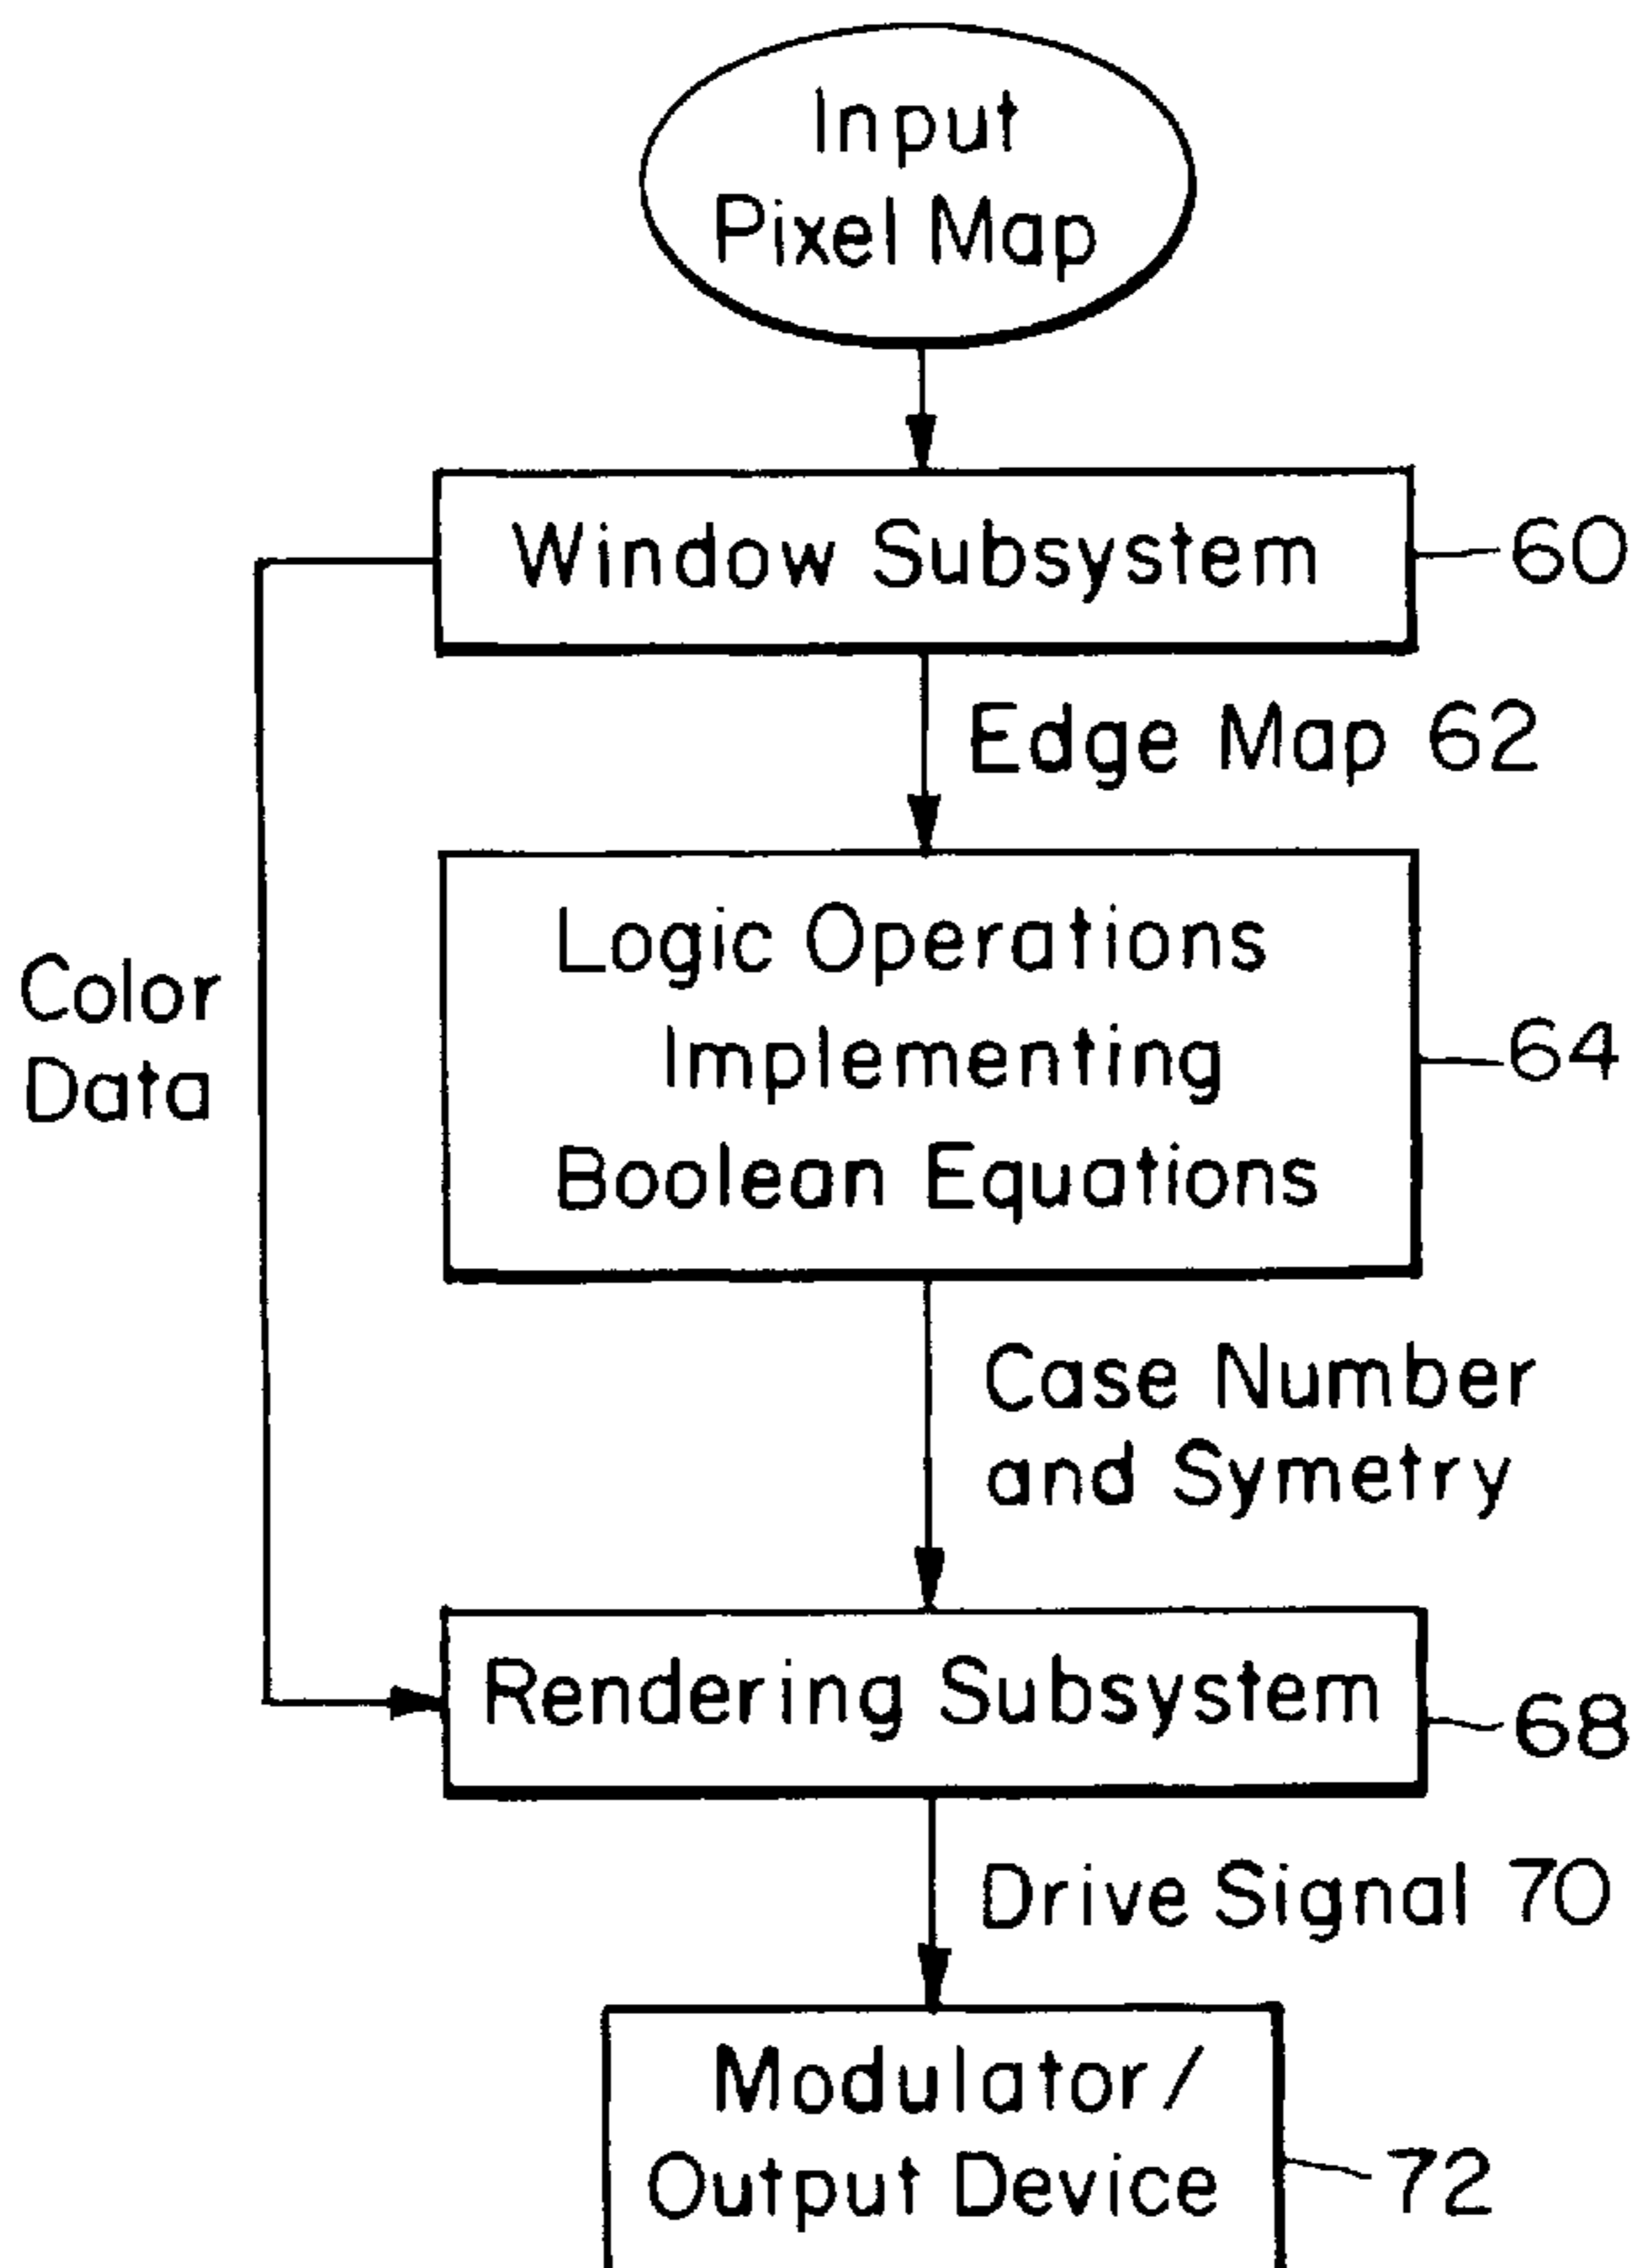 Input
Pixel Map
Window Subsystem
60
Edge Map 62
Logic Operations
Implementing
Boolean Equations
64
Color
Data
Case Number
and Symetry
Rendering Subsystem
68
Drive Signal 70
Modulator/
Output Device
72